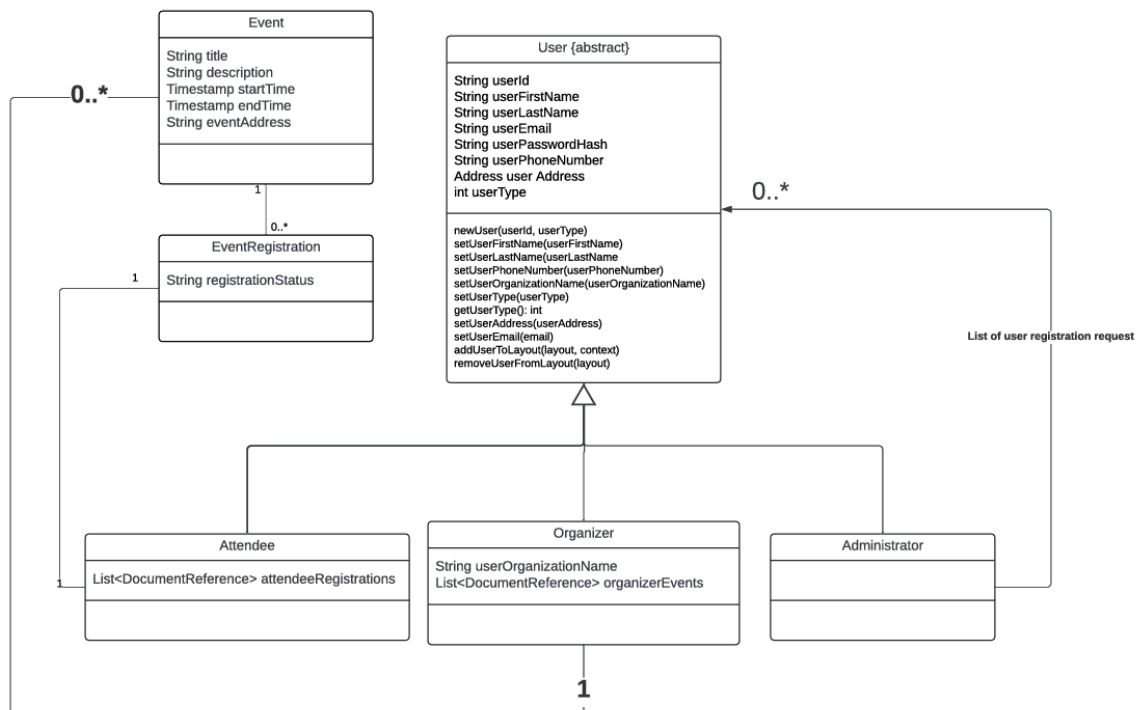 Event
String title
String description
Timestamp startTime
Timestamp endTime
String eventAddress
0..*
1
0..*
EventRegistration
String registrationStatus
1
User {abstract}
String userId
String userFirstName
String userLastName
String userEmail
String userPasswordHash
String userPhoneNumber
Address user Address
int userType
newUser(userId, userType)
setUserFirstName(userFirstName)
setUserLastName(userLastName
setUserPhoneNumber(userPhoneNumber)
setUserOrganizationName(userOrganizationName)
setUserType(userType)
getUserType(): int
setUserAddress(userAddress)
setUserEmail(email)
addUserToLayout(layout, context)
removeUserFromLayout(layout)
0..*
List of user registration request
Attendee
List<DocumentReference> attendeeRegistrations
1
Organizer
String userOrganizationName
List<DocumentReference> organizerEvents
1
Administrator